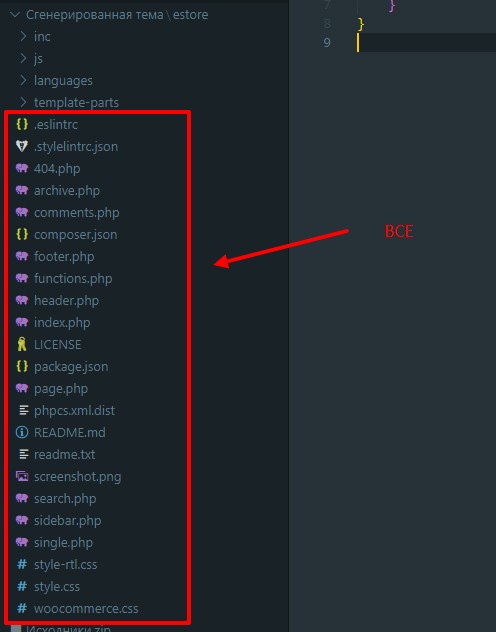 Сгенерированная тема \ estore
inc
js
languages
template-parts
.eslintrc
.stylelintrc.json
404.php
archive.php
comments.php
composer.json
footer.php
functions.php
header.php
index.php
LICENSE
package.json
page.php
phpcs.xml.dist
README.md
readme.txt
screenshot.png
search.php
sidebar.php
single.php
style-rtl.css
style.css
woocommerce.css
Исходники.zip
7 }
8 }
9
ВСЕ